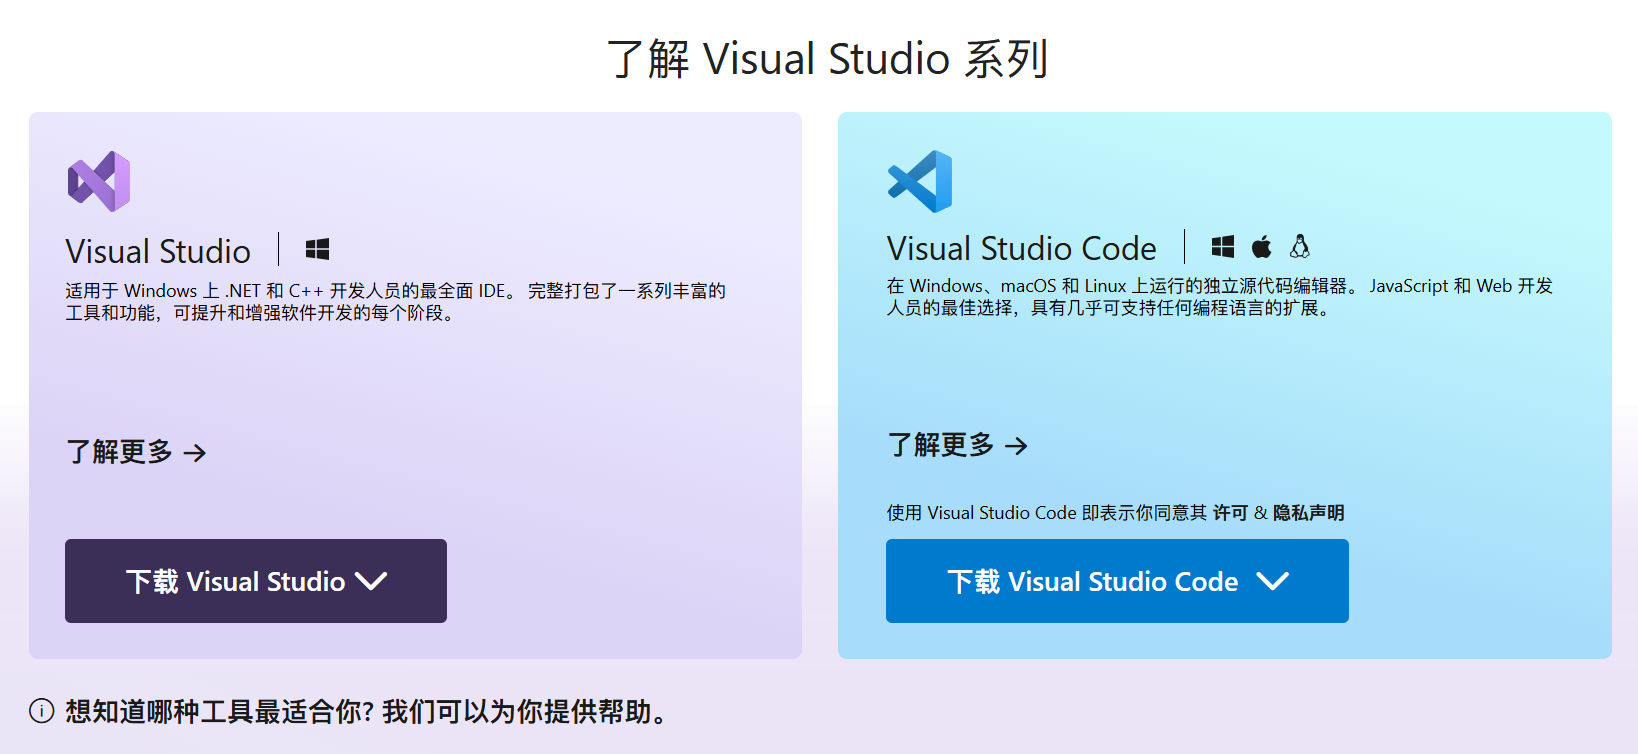 了解 Visual Studio 系列
Visual Studio
适用于 Windows 上 .NET 和 C++ 开发人员的最全面 IDE。 完整打包了一系列丰富的
工具和功能，可提升和增强软件开发的每个阶段。
了解更多 →
下载 Visual Studio
Visual Studio Code
在 Windows、macOS 和 Linux 上运行的独立源代码编辑器。 JavaScript 和 Web 开发
人员的最佳选择，具有几乎可支持任何编程语言的扩展。
了解更多 →
使用 Visual Studio Code 即表示你同意其 许可 & 隐私声明
下载 Visual Studio Code
想知道哪种工具最适合你? 我们可以为你提供帮助。